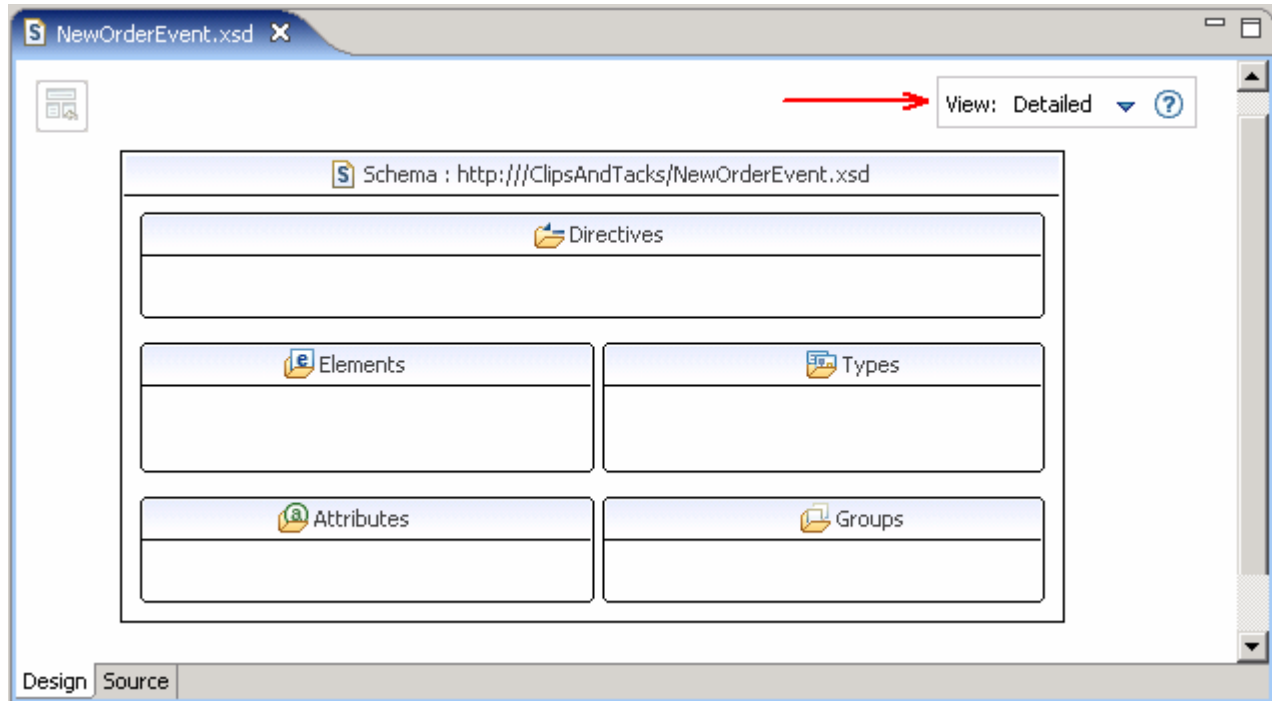 NewOrderEvent.xsd
View: Detailed
Schema : http:///ClipsAndTacks/NewOrderEvent.xsd
Directives
Elements
Types
Attributes
Groups
Design
Source